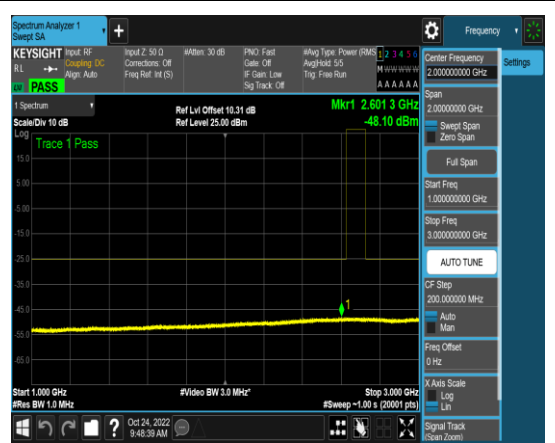 Spectrum Analyzer 1
Swept SA
+
Frequency
KEYSIGHT
RL
Input: RF
Coupling: DC
Align: Auto
Input Z: 50 Ω
Corrections: Off
Freq Ref: Int (S)
#Atten: 30 dB
PNO: Fast
Gate: Off
IF Gain: Low
Sig Track: Off
#Avg Type: Power (RMS
Avg|Hold: 5/5
Trig: Free Run
1 2 3 4 5 6
M W W W W W
A A A A A A
PASS
1 Spectrum
Scale/Div 10 dB
Ref Lvl Offset 10.31 dB
Ref Level 25.00 dBm
Mkr1 2.601 3 GHz
-48.10 dBm
Log
Trace 1 Pass
15.0
5.00
-5.00
-15.0
-25.0
-35.0
-45.0
-55.0
-65.0
1
Start 1.000 GHz
#Res BW 1.0 MHz
#Video BW 3.0 MHz*
Stop 3.000 GHz
#Sweep ~1.00 s (20001 pts)
?
Oct 24, 2022
9:48:39 AM
Center Frequency
2.000000000 GHz
Settings
Span
2.00000000 GHz
Swept Span
Zero Span
Full Span
Start Freq
1.000000000 GHz
Stop Freq
3.000000000 GHz
AUTO TUNE
CF Step
200.000000 MHz
Auto
Man
Freq Offset
0 Hz
X Axis Scale
Log
Lin
Signal Track
(Span Zoom)